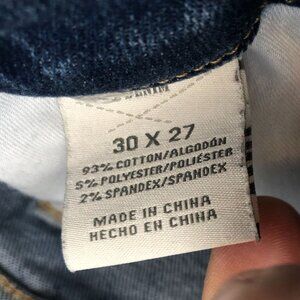 30 X 27
93% COTTON/ALGODÓN
5% POLYESTER/POLIÉSTER
2% SPANDEX/SPANDEX
MADE IN CHINA
HECHO EN CHINA